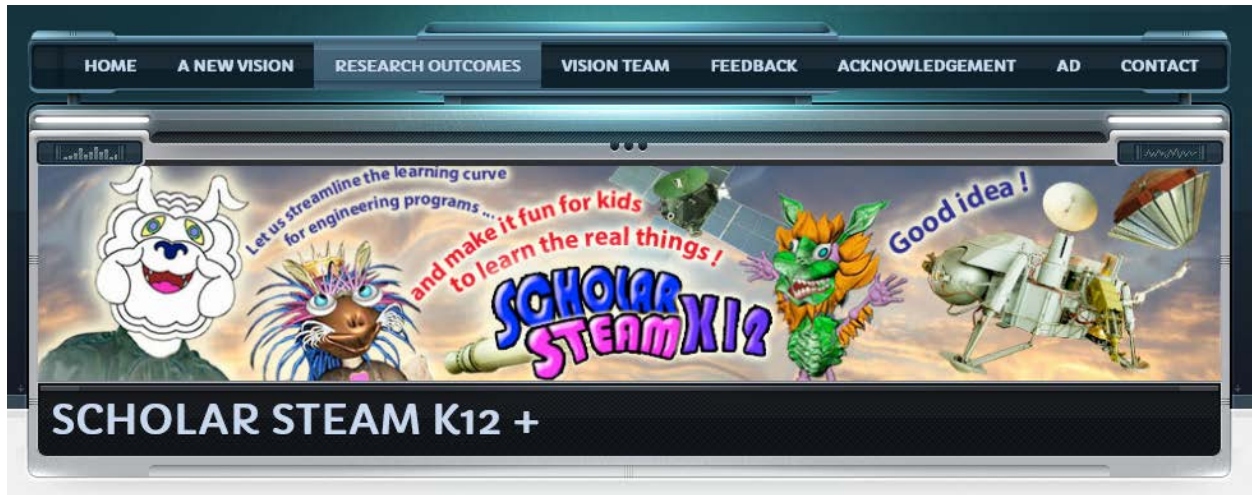 HOME A NEW VISION RESEARCH OUTCOMES VISION TEAM FEEDBACK ACKNOWLEDGEMENT AD CONTACT
Let us streamline the learning curve
for engineering programs ...
and make it fun for kids
to learn the real things !
Good idea !
SCHOLAR
STEAM K12
SCHOLAR STEAM K12 +